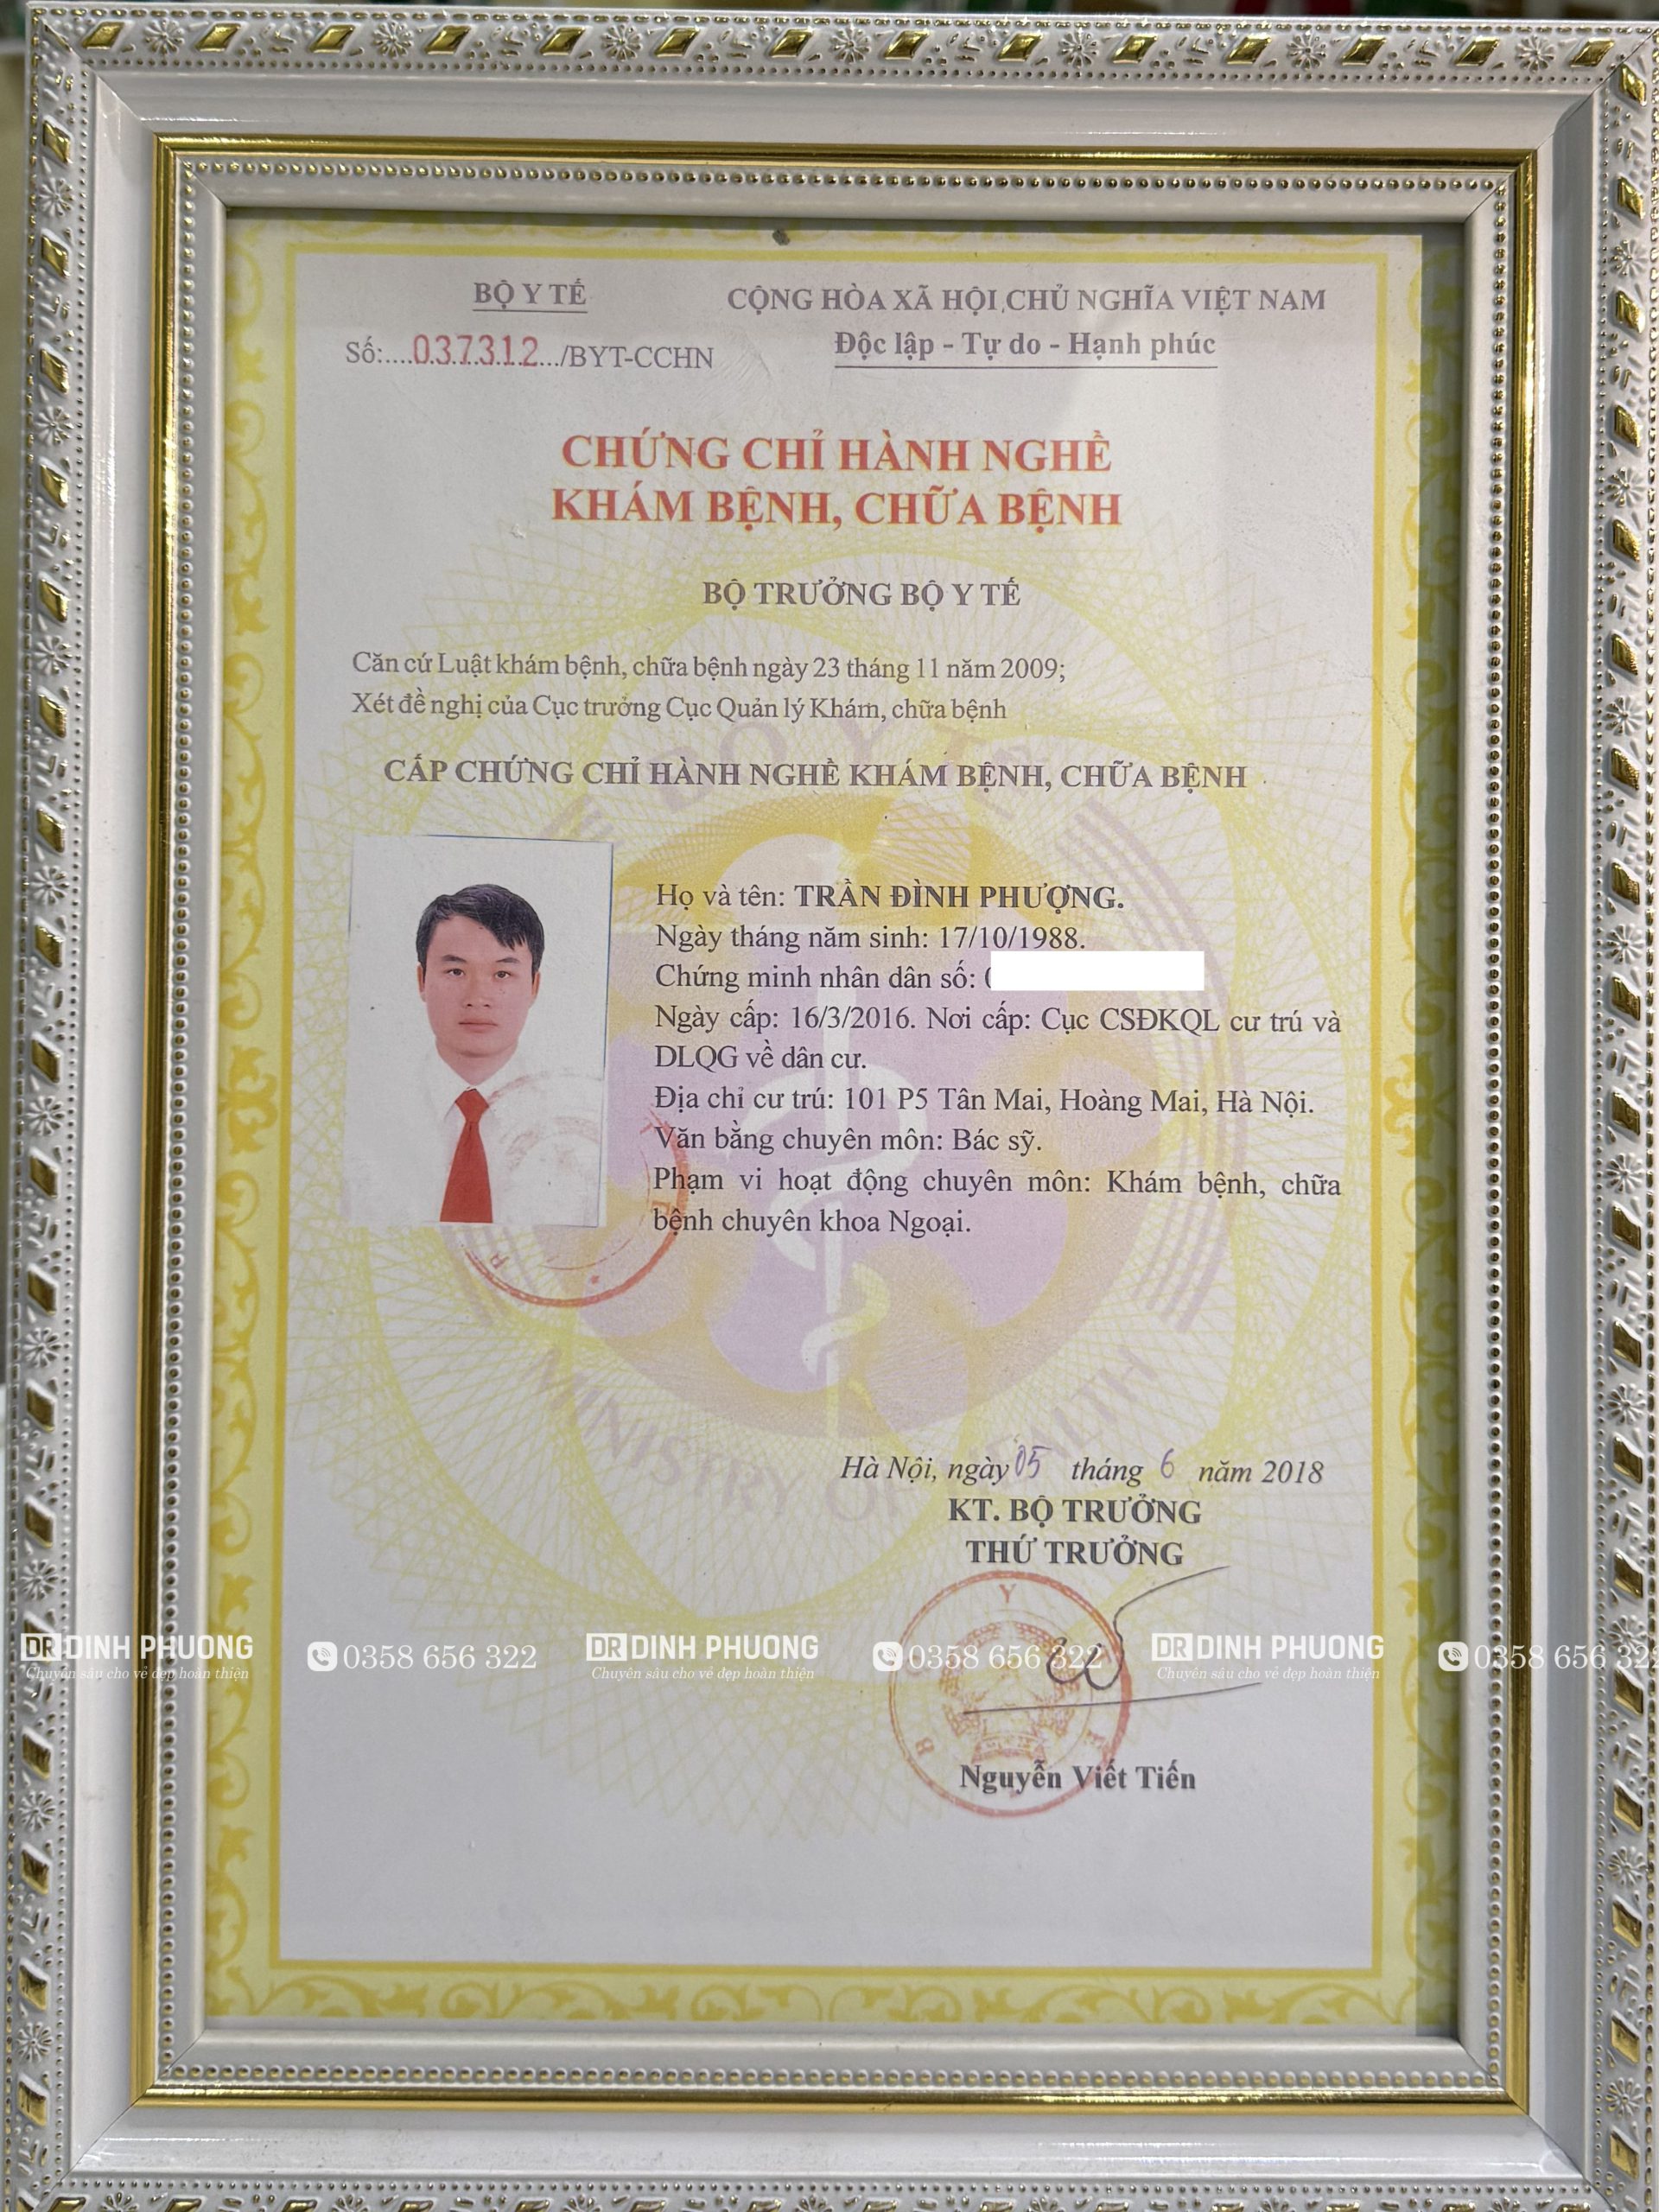 BỘ Y TẾ
CỘNG HÒA XÃ HỘI CHỦ NGHĨA VIỆT NAM
Số:....037312.../BYT-CCHN
Độc lập - Tự do - Hạnh phúc
CHỨNG CHỈ HÀNH NGHỀ
KHÁM BỆNH, CHỮA BỆNH
BỘ TRƯỞNG BỘ Y TẾ
Căn cứ Luật khám bệnh, chữa bệnh ngày 23 tháng 11 năm 2009;
Xét đề nghị của Cục trưởng Cục Quản lý Khám, chữa bệnh
BỘ Y TẾ
CẤP CHỨNG CHỈ HÀNH NGHỀ KHÁM BỆNH, CHỮA BỆNH
Họ và tên: TRẦN ĐÌNH PHƯỢNG.
Ngày tháng năm sinh: 17/10/1988.
Chứng minh nhân dân số:
Ngày cấp: 16/3/2016. Nơi cấp: Cục CSĐKQL cư trú và
DLQG về dân cư.
Địa chỉ cư trú: 101 P5 Tân Mai, Hoàng Mai, Hà Nội.
Văn bằng chuyên môn: Bác sỹ.
Phạm vi hoạt động chuyên môn: Khám bệnh, chữa
bệnh chuyên khoa Ngoại.
MINISTRY OF HEALTH
Hà Nội, ngày 05 tháng 6 năm 2018
KT. BỘ TRƯỞNG
THỨ TRƯỞNG
DR DINH PHUONG 0358 656 322 DR DINH PHUONG 0358 656 322 DR DINH PHUONG 0358 656 322
Chuyên sâu cho vẻ đẹp hoàn thiện Chuyên sâu cho vẻ đẹp hoàn thiện Chuyên sâu cho vẻ đẹp hoàn thiện
Nguyễn Viết Tiến